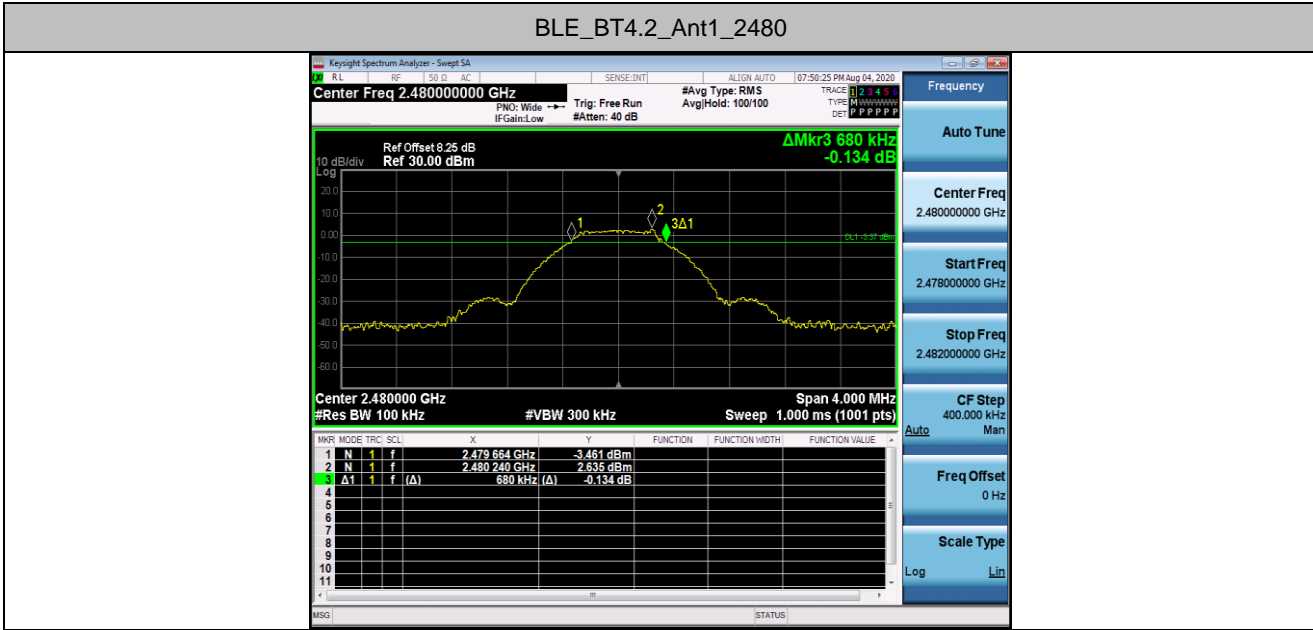 BLE_BT4.2_Ant1_2480
Keysight Spectrum Analyzer - Swept SA
RL RF 50 Ω AC SENSE:INT ALIGN AUTO 07:50:25 PM Aug 04, 2020
Center Freq 2.480000000 GHz
PNO: Wide
IFGain:Low
Trig: Free Run
#Atten: 40 dB
#Avg Type: RMS
Avg|Hold: 100/100
TRACE 1 2 3 4 5 6
TYPE M WWWWW
DET P P P P P P
ΔMkr3 680 kHz
-0.134 dB
Ref Offset 8.25 dB
10 dB/div Ref 30.00 dBm
Log
20.0
10.0
0.00
-10.0
-20.0
-30.0
-40.0
-50.0
-60.0
1
2
3Δ1
DL1 -3.37 dBm
Center 2.480000 GHz Span 4.000 MHz
#Res BW 100 kHz #VBW 300 kHz Sweep 1.000 ms (1001 pts)
MKR MODE TRC SCL X Y FUNCTION FUNCTION WIDTH FUNCTION VALUE
1 N 1 f 2.479 664 GHz -3.461 dBm
2 N 1 f 2.480 240 GHz 2.635 dBm
3 Δ1 1 f (Δ) 680 kHz (Δ) -0.134 dB
4
5
6
7
8
9
10
11
MSG STATUS
Frequency
Auto Tune
Center Freq
2.480000000 GHz
Start Freq
2.478000000 GHz
Stop Freq
2.482000000 GHz
CF Step
400.000 kHz
Auto Man
Freq Offset
0 Hz
Scale Type
Log Lin